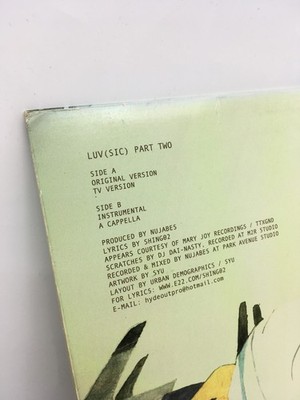 LUV(SIC) PART TWO
SIDE A
ORIGINAL VERSION
TV VERSION
SIDE B
INSTRUMENTAL
A CAPPELLA
PRODUCED BY NUJABES
LYRICS BY SHING02
APPEARS COURTESY OF MARY JOY RECORDINGS / TTXGND
SCRATCHES BY DJ DAI-NASTY. RECORDED AT MJR STUDIO
RECORDED & MIXED BY NUJABES AT PARK AVENUE STUDIO
ARTWORK BY SYU
LAYOUT BY URBAN DEMOGRAPHICS / SYU
FOR LYRICS: WWW.E22.COM/SHING02
E-MAIL: hydeoutpro@hotmail.com